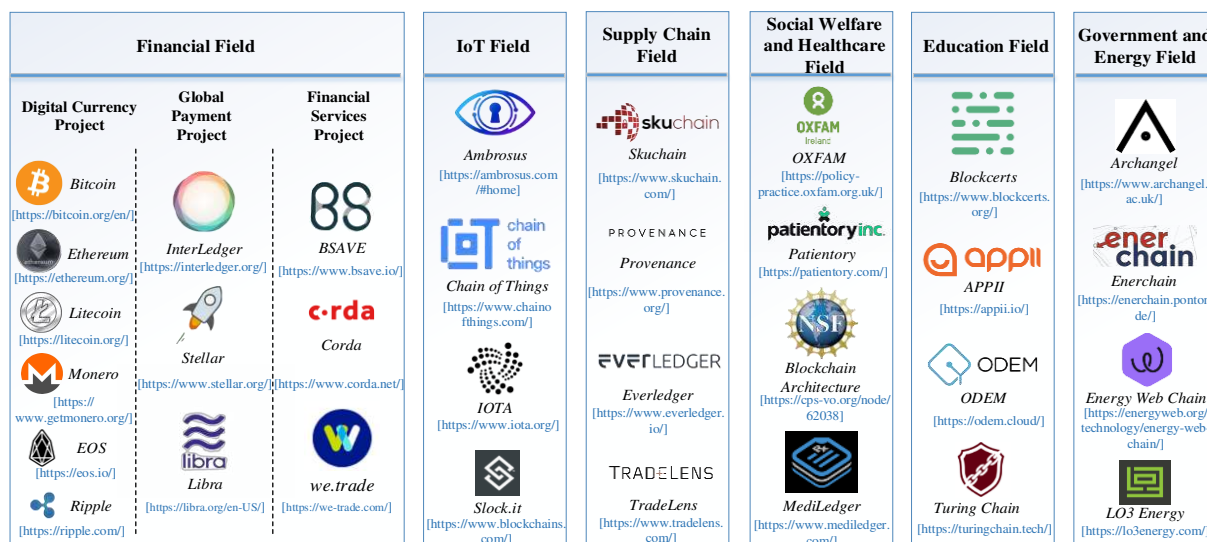 Financial Field
Digital Currency
Project
Bitcoin
[https://bitcoin.org/en/]
ethereum
Ethereum
[https://ethereum.org/]
Litecoin
[https://litecoin.org/]
Monero
[https://
www.getmonero.org/]
EOS
[https://eos.io/]
Ripple
[https://ripple.com/]
Global
Payment
Project
InterLedger
[https://interledger.org/]
Stellar
[https://www.stellar.org/]
libra
Libra
[https://libra.org/en-US/]
Financial
Services
Project
BSAVE
[https://www.bsave.io/]
c·rda
Corda
[https://www.corda.net/]
we.trade
[https://we-trade.com/]
IoT Field
Ambrosus
[https://ambrosus.com
/#home]
IoT
chain
of
things
Chain of Things
[https://www.chaino
fthings.com/]
IOTA
[https://www.iota.org/]
Slock.it
[https://www.blockchains.
com/]
Supply Chain
Field
skuchain
Skuchain
[https://www.skuchain.
com/]
PROVENANCE
Provenance
[https://www.provenance.
org/]
EVERLEDGER
Everledger
[https://www.everledger.
io/]
TRADELENS
TradeLens
[https://www.tradelens.
com/]
Social Welfare
and Healthcare
Field
OXFAM
Ireland
OXFAM
[https://policy-
practice.oxfam.org.uk/]
patientoryinc.
Patientory
[https://patientory.com/]
NSF
Blockchain
Architecture
[https://cps-vo.org/node/
62038]
MediLedger
[https://www.mediledger.
com/]
Education Field
Blockcerts
[https://www.blockcerts.
org/]
appii
APPII
[https://appii.io/]
ODEM
ODEM
[https://odem.cloud/]
Turing Chain
[https://turingchain.tech/]
Government and
Energy Field
Archangel
[https://www.archangel.
ac.uk/]
ener
chain
Enerchain
[https://enerchain.ponton.
de/]
Energy Web Chain
[https://energyweb.org/
technology/energy-web-
chain/]
LO3 Energy
[https://lo3energy.com/]